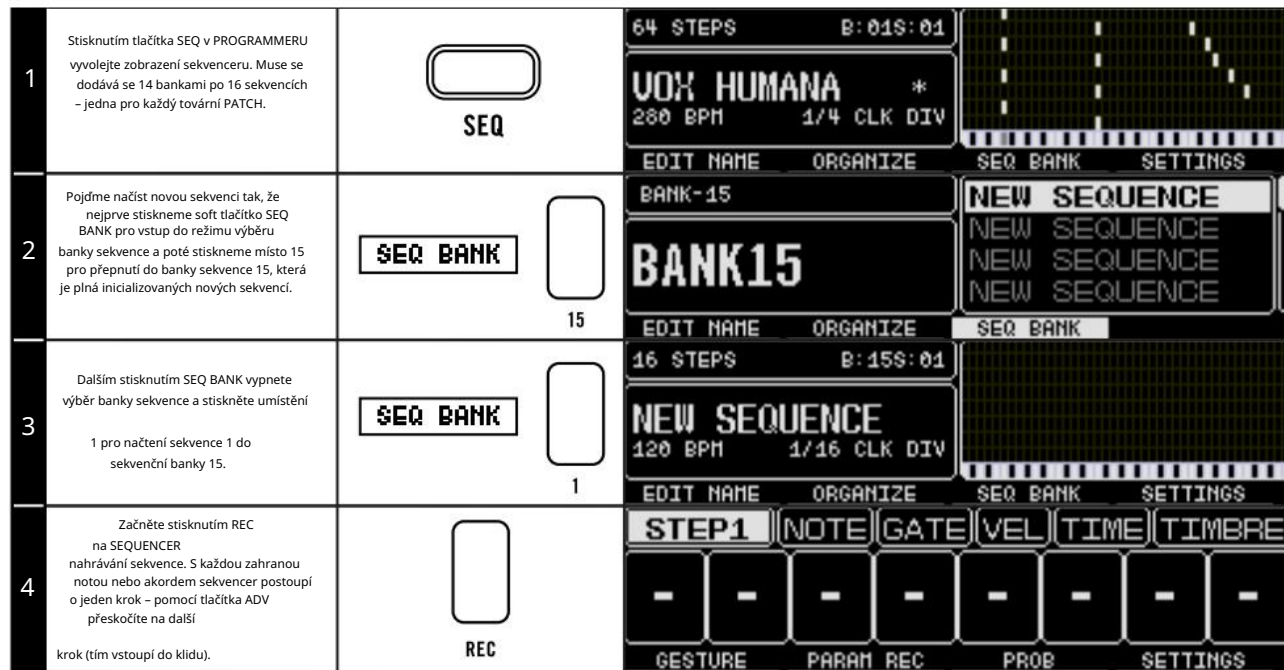 1
Stisknutím tlačítka SEQ v PROGRAMMERU
vyvolejte zobrazení sekvenceru. Muse se
dodává se 14 bankami po 16 sekvencích
– jedna pro každý tovární PATCH.
SEQ
64 STEPS B:01S:01
VOX HUMANA *
280 BPM 1/4 CLK DIV
EDIT NAME ORGANIZE SEQ BANK SETTINGS
2
Pojďme načíst novou sekvenci tak, že
nejprve stiskneme soft tlačítko SEQ
BANK pro vstup do režimu výběru
banky sekvence a poté stiskneme místo 15
pro přepnutí do banky sekvence 15, která
je plná inicializovaných nových sekvencí.
SEQ BANK
15
BANK-15
BANK15
NEW SEQUENCE
NEW SEQUENCE
NEW SEQUENCE
NEW SEQUENCE
EDIT NAME ORGANIZE SEQ BANK
3
Dalším stisknutím SEQ BANK vypnete
výběr banky sekvence a stiskněte umístění
1 pro načtení sekvence 1 do
sekvenční banky 15.
SEQ BANK
1
16 STEPS B:15S:01
NEW SEQUENCE
120 BPM 1/16 CLK DIV
EDIT NAME ORGANIZE SEQ BANK SETTINGS
4
Začněte stisknutím REC
na SEQUENCER
nahrávání sekvence. S každou zahranou
notou nebo akordem sekvencer postoupí
o jeden krok – pomocí tlačítka ADV
přeskočíte na další
krok (tím vstoupí do klidu).
REC
STEP1 NOTE GATE VEL TIME TIMBRE
- - - - - - - -
GESTURE PARAM REC PROB SETTINGS